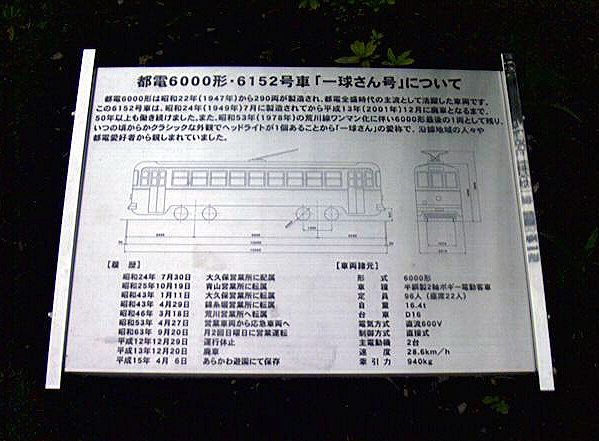 都電6000形・6152号車「一球さん号」について
都電6000形は昭和22年(1947年)から290両が製造され、都電全盛時代の主流として活躍した車両です。
この6152号車は、昭和24年(1949年)7月に製造されてから平成13年(2001年)12月に廃車となるまで、
50年以上も働き続けました。また、昭和53年(1978年)の荒川線ワンマン化に伴い6000形最後の1両として残り、
いつの頃からかクラシックな外観でヘッドライトが1個あることから「一球さん」の愛称で、沿線地域の人々や
都電愛好者から親しまれていました。
【履　歴】
昭和24年 7月30日　大久保営業所に配属
昭和25年10月19日　青山営業所に転属
昭和43年 1月11日　大久保営業所に転属
昭和43年 4月29日　錦糸堀営業所に転属
昭和46年 3月18日　荒川営業所へ転属
昭和53年 4月27日　営業車両から応急車両へ
昭和63年 9月20日　月2回日曜日に営業運転
平成12年12月29日　運行休止
平成13年12月20日　廃車
平成15年 4月 6日　あらかわ遊園にて保存
【車両諸元】
形　式　6000形
車　種　半鋼製2軸ボギー電動客車
定　員　96人(座席22人)
自　重　16.4t
台　車　D16
電気方式　直流600V
制御方式　直接式
主電動機　2台
速　度　28.6km/h
牽引力　940kg